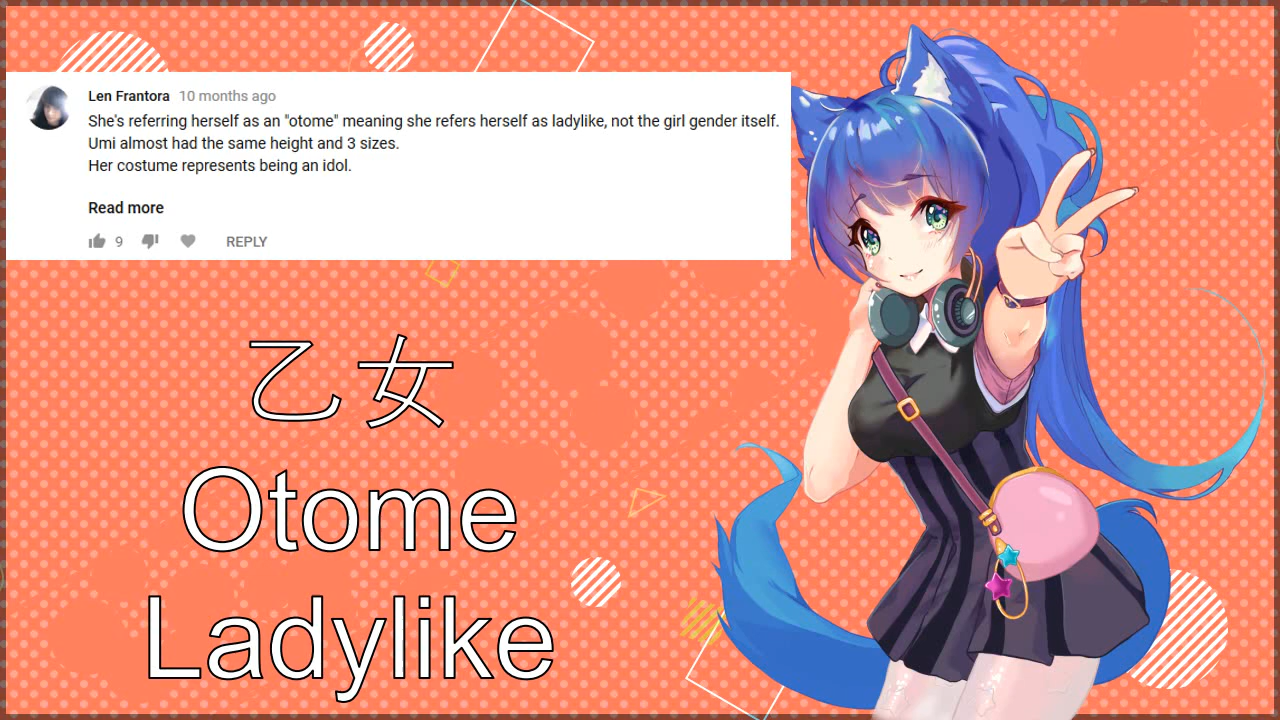 Len Frantora 10 months ago
She's referring herself as an "otome" meaning she refers herself as ladylike, not the girl gender itself.
Umi almost had the same height and 3 sizes.
Her costume represents being an idol.
Read more
9 REPLY
乙女
Otome
Ladylike